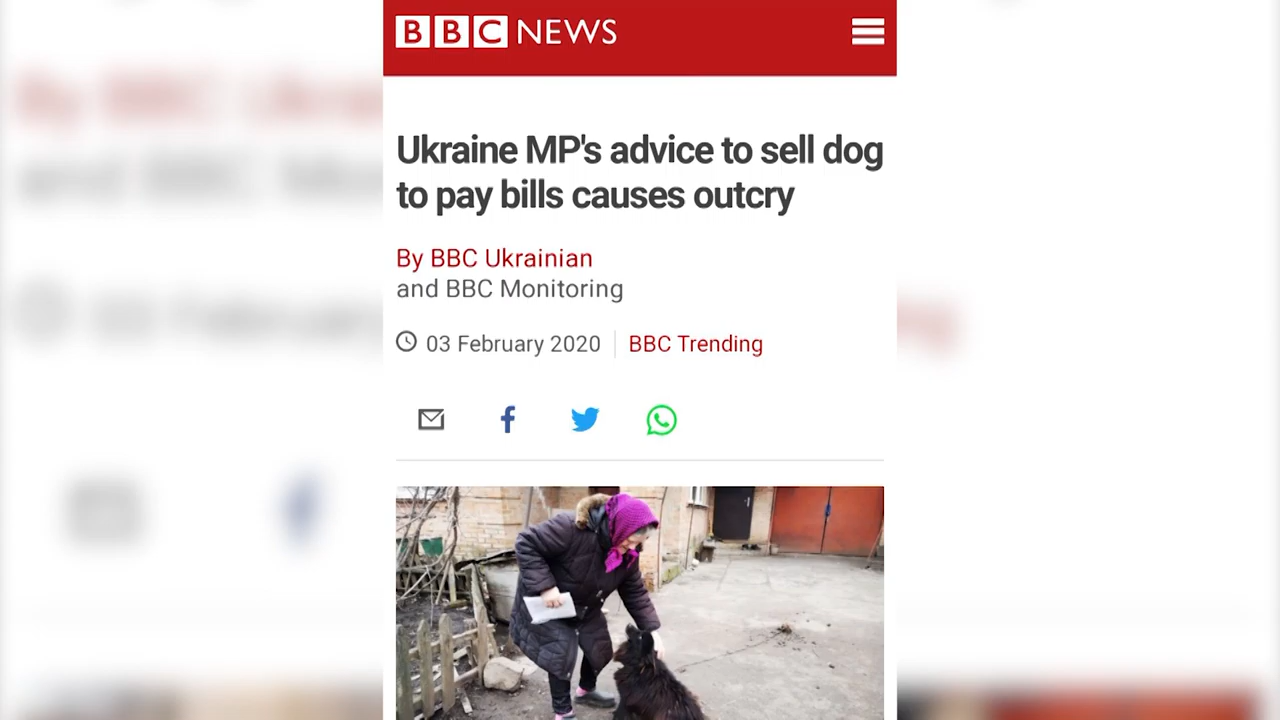 BBC NEWS
Ukraine MP's advice to sell dog
to pay bills causes outcry
By BBC Ukrainian
and BBC Monitoring
03 February 2020
BBC Trending